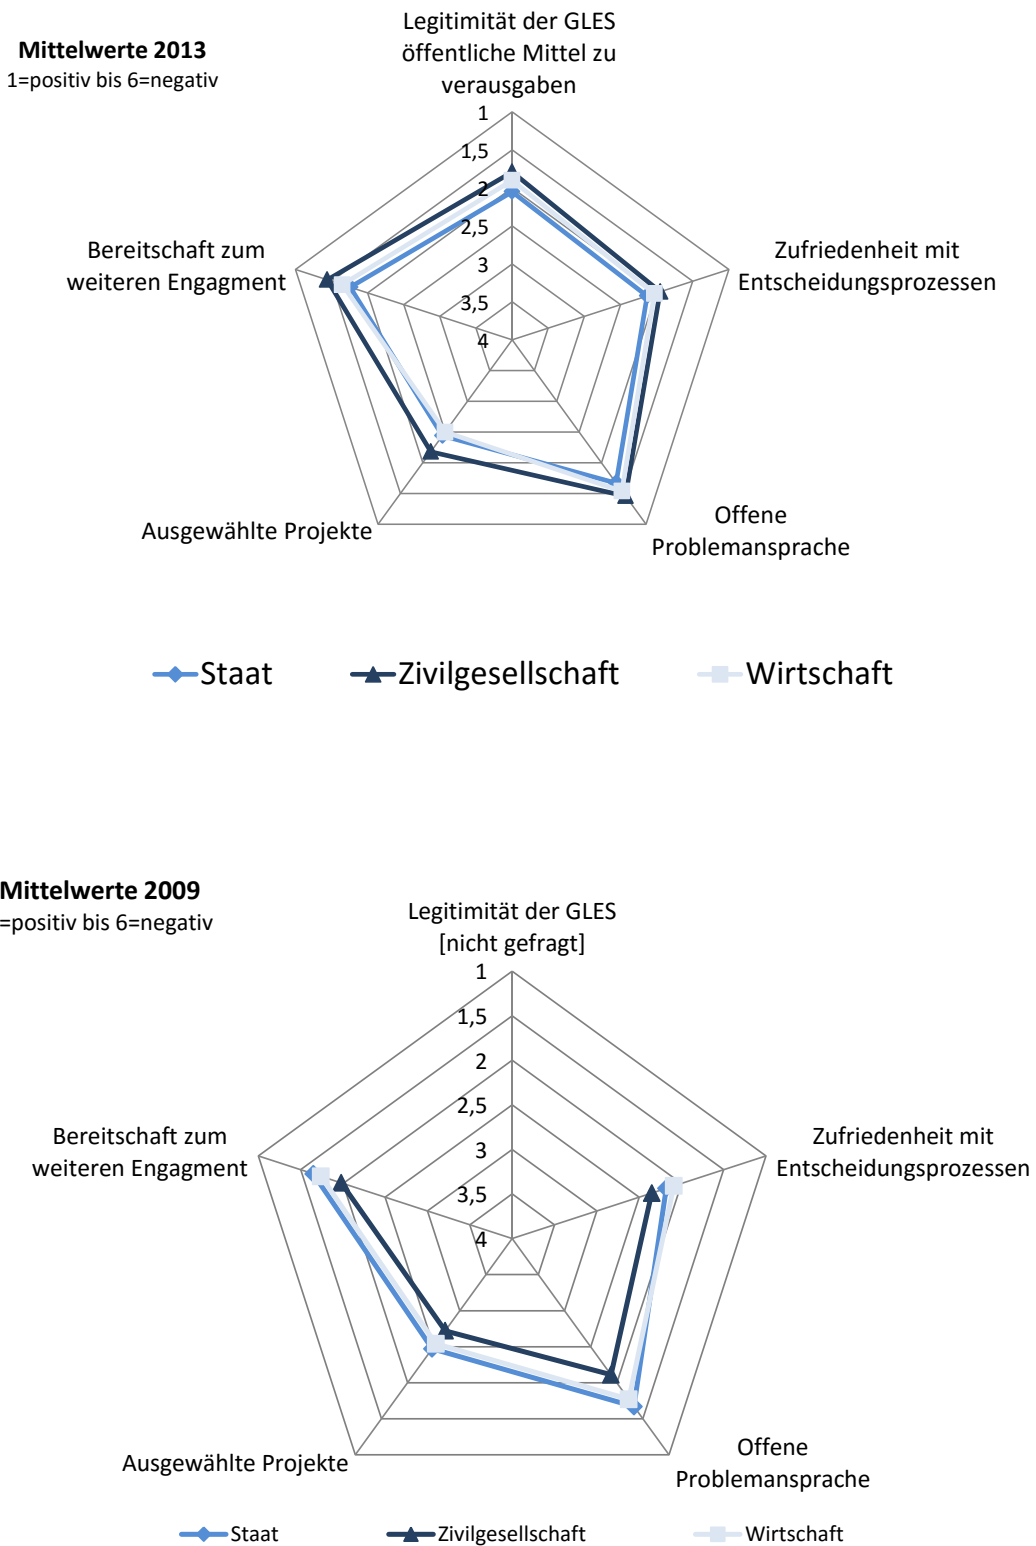 Mittelwerte 2013
1=positiv bis 6=negativ
Legitimität der GLES
öffentliche Mittel zu
verausgaben
1
1,5
2
2,5
3
3,5
4
Bereitschaft zum
weiteren Engagment
Zufriedenheit mit
Entscheidungsprozessen
Ausgewählte Projekte
Offene
Problemansprache
Staat
Zivilgesellschaft
Wirtschaft
Mittelwerte 2009
=positiv bis 6=negativ
Legitimität der GLES
[nicht gefragt]
1
1,5
2
2,5
3
3,5
4
Bereitschaft zum
weiteren Engagment
Zufriedenheit mit
Entscheidungsprozessen
Ausgewählte Projekte
Offene
Problemansprache
Staat
Zivilgesellschaft
Wirtschaft